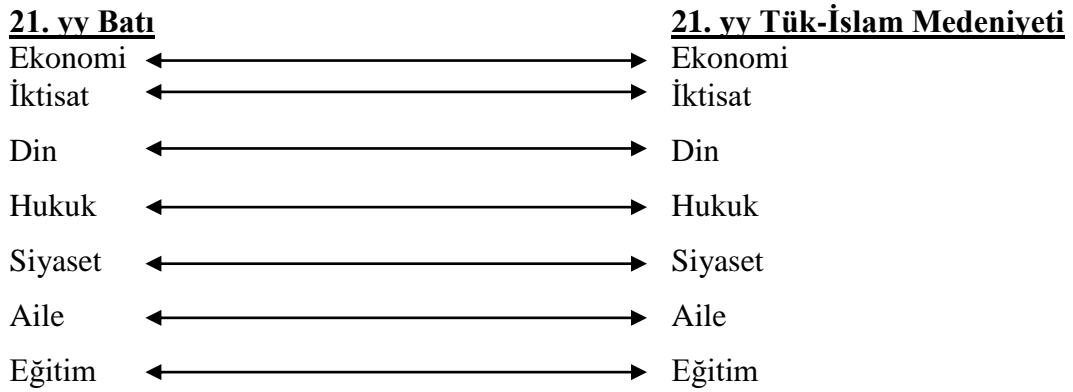 21. yy Batı 21. yy Tük-İslam Medeniyeti
Ekonomi Ekonomi
İktisat İktisat
Din Din
Hukuk Hukuk
Siyaset Siyaset
Aile Aile
Eğitim Eğitim